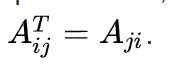 A^T_{ij} = A_{ji}.